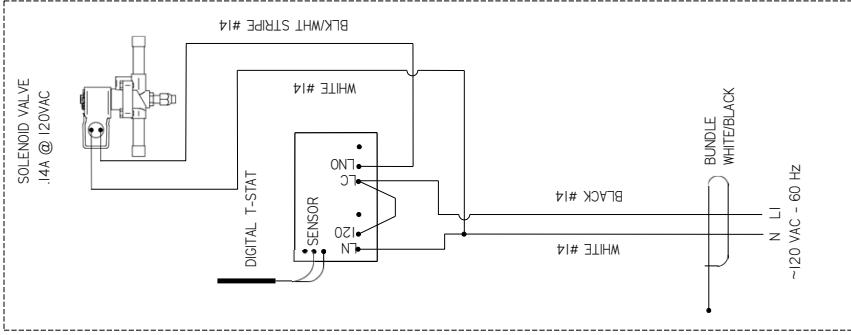 BLK/WHT STRIPE #14
WHITE #14
SOLENOID VALVE
.14A @ 120VAC
DIGITAL T-STAT
SENSOR
LNO
LC
120
LN
BLACK #14
WHITE #14
BUNDLE
WHITE/BLACK
N L1
~120 VAC - 60 Hz